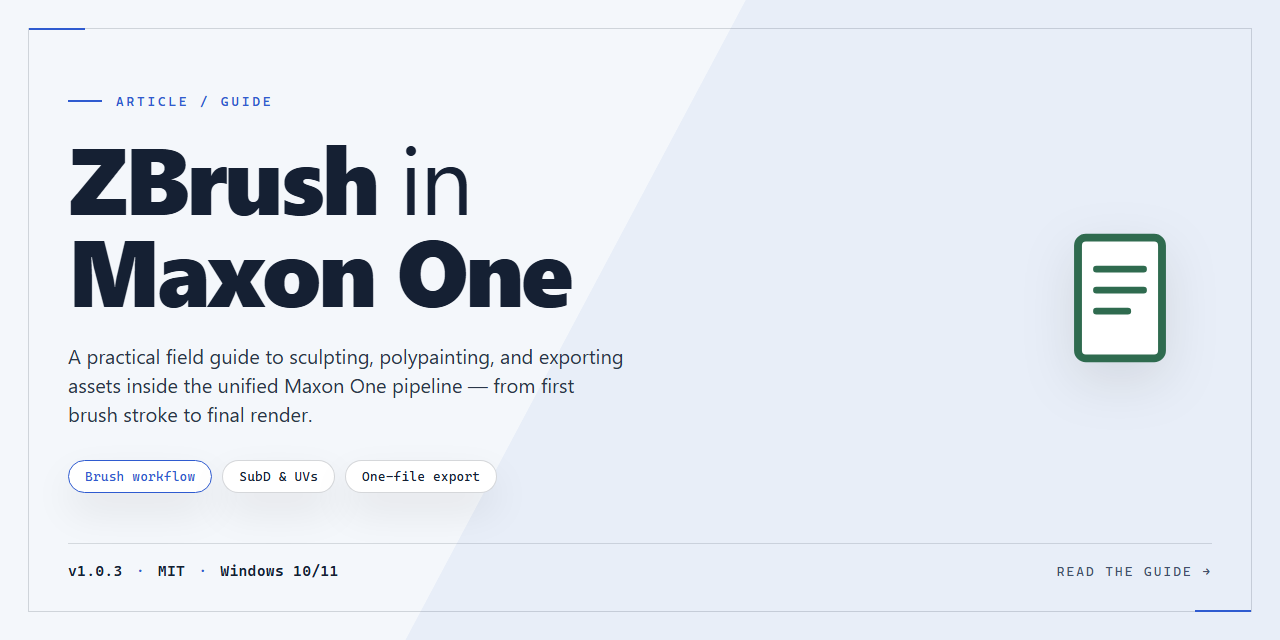 ARTICLE / GUIDE
ZBrush in
Maxon One
A practical field guide to sculpting, polypainting, and exporting
assets inside the unified Maxon One pipeline — from first
brush stroke to final render.
Brush workflow SubD & UVs One-file export
v1.0.3 · MIT · Windows 10/11 READ THE GUIDE →